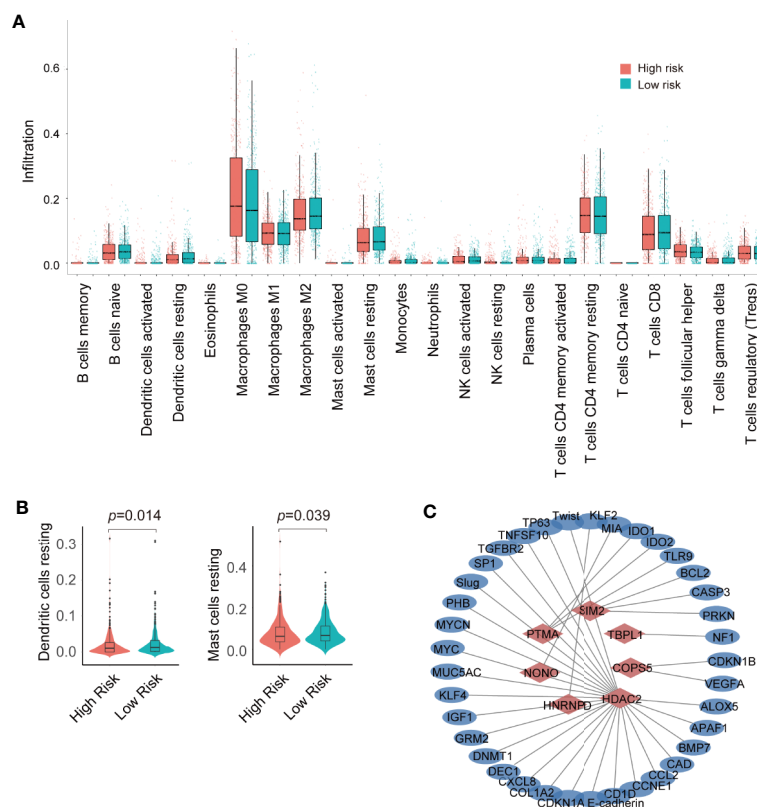 A
Infiltration
0.6
0.4
0.2
0.0
High risk
Low risk
B cells memory
B cells naive
Dendritic cells activated
Dendritic cells resting
Eosinophils
Macrophages M0
Macrophages M1
Macrophages M2
Mast cells activated
Mast cells resting
Monocytes
Neutrophils
NK cells activated
NK cells resting
Plasma cells
T cells CD4 memory activated
T cells CD4 memory resting
T cells CD4 naive
T cells CD8
T cells follicular helper
T cells gamma delta
T cells regulatory (Tregs)
B
p=0.014
Dendritic cells resting
0.3
0.2
0.1
0.0
High Risk
Low Risk
p=0.039
Mast cells resting
0.4
0.2
0.0
High Risk
Low Risk
C
Twist
KLF2
TP63
MIA
IDO1
TNFSF10
IDO2
TGFBR2
TLR9
SP1
BCL2
Slug
CASP3
PHB
PRKN
SIM2
MYCN
PTMA
TBPL1
NF1
MYC
CDKN1B
MUC5AC
NONO
COPS5
VEGFA
KLF4
HNRNPD
HDAC2
ALOX5
IGF1
APAF1
GRM2
BMP7
DNMT1
CAD
DEC1
CCL2
CXCL8
CCNE1
COL1A2
CD1D
CDKN1A
E-cadherin